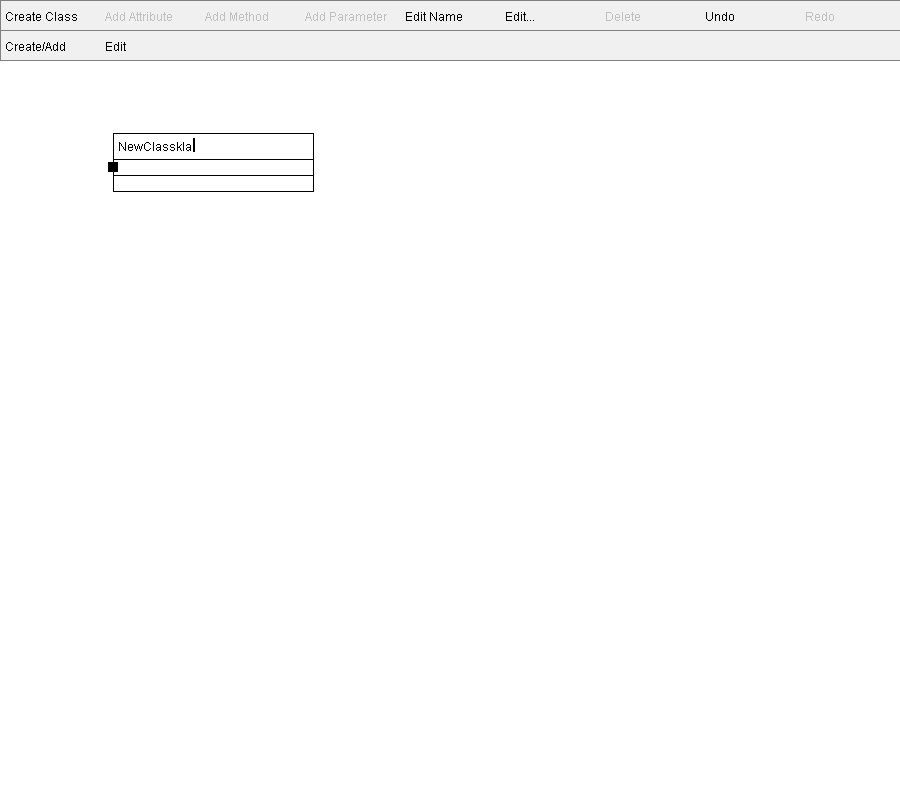 Create Class Add Attribute Add Method Add Parameter Edit Name Edit... Delete Undo Redo
Create/Add Edit
NewClasskla